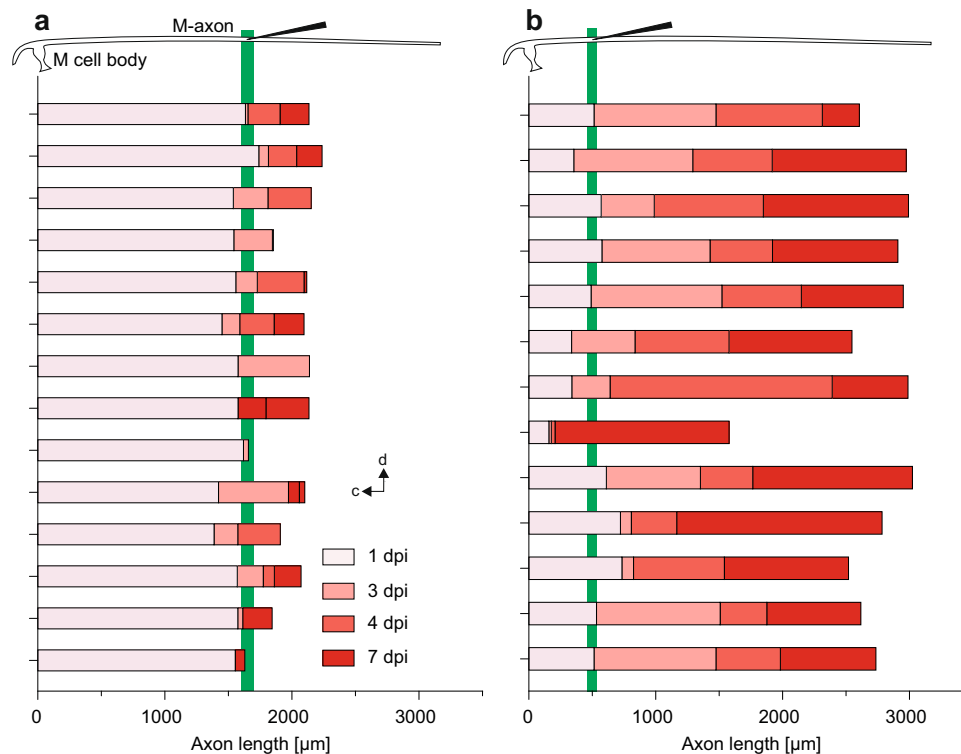 a
M-axon
M cell body
d
c
1 dpi
3 dpi
4 dpi
7 dpi
0 1000 2000 3000
Axon length [µm]
b
0 1000 2000 3000
Axon length [µm]